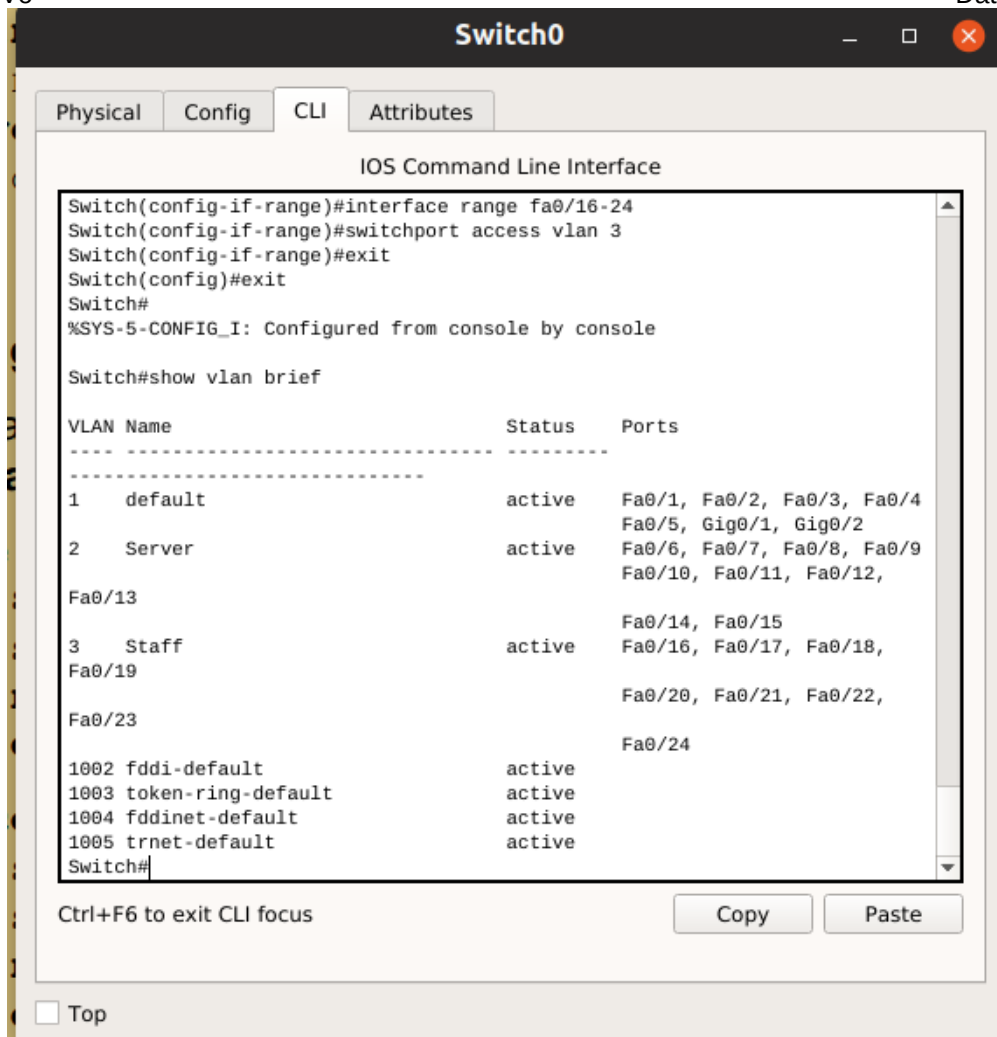 Switch0
Physical Config CLI Attributes
IOS Command Line Interface
Switch(config-if-range)#interface range fa0/16-24
Switch(config-if-range)#switchport access vlan 3
Switch(config-if-range)#exit
Switch(config)#exit
Switch#
%SYS-5-CONFIG_I: Configured from console by console
Switch#show vlan brief
VLAN Name Status Ports
---- -------------------------------- ---------
-------------------------------
1 default active Fa0/1, Fa0/2, Fa0/3, Fa0/4
Fa0/5, Gig0/1, Gig0/2
2 Server active Fa0/6, Fa0/7, Fa0/8, Fa0/9
Fa0/10, Fa0/11, Fa0/12,
Fa0/13
Fa0/14, Fa0/15
3 Staff active Fa0/16, Fa0/17, Fa0/18,
Fa0/19
Fa0/20, Fa0/21, Fa0/22,
Fa0/23
Fa0/24
1002 fddi-default active
1003 token-ring-default active
1004 fddinet-default active
1005 trnet-default active
Switch#
Ctrl+F6 to exit CLI focus
Copy Paste
Top